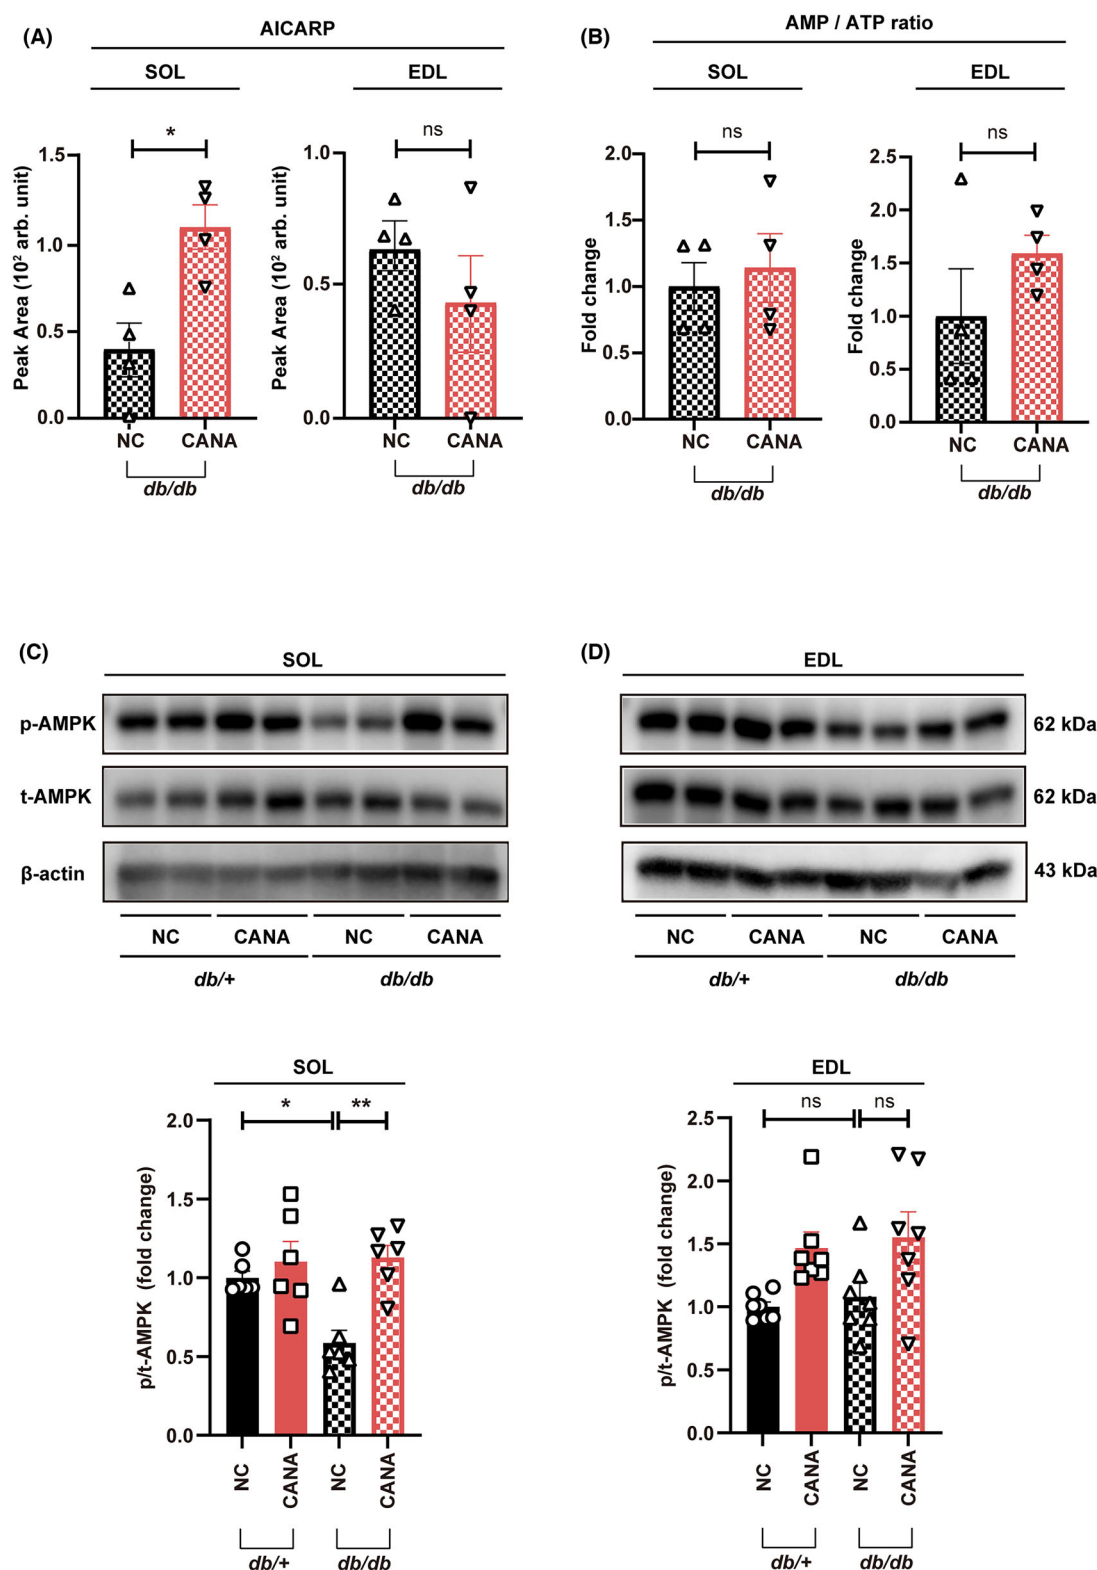 (A)
AICARP
SOL
EDL
*
ns
Peak Area (10² arb. unit)
1.5
1.0
0.5
0.0
NC CANA
db/db
Peak Area (10² arb. unit)
1.0
0.5
0.0
NC CANA
db/db
(B)
AMP / ATP ratio
SOL
EDL
ns
ns
Fold change
2.0
1.5
1.0
0.5
0.0
NC CANA
db/db
Fold change
2.5
2.0
1.5
1.0
0.5
0.0
NC CANA
db/db
(C)
SOL
p-AMPK
t-AMPK
β-actin
NC CANA NC CANA
db/+ db/db
(D)
EDL
62 kDa
62 kDa
43 kDa
NC CANA NC CANA
db/+ db/db
SOL
* **
p/t-AMPK (fold change)
2.0
1.5
1.0
0.5
0.0
NC CANA NC CANA
db/+ db/db
EDL
ns ns
p/t-AMPK (fold change)
2.5
2.0
1.5
1.0
0.5
0.0
NC CANA NC CANA
db/+ db/db